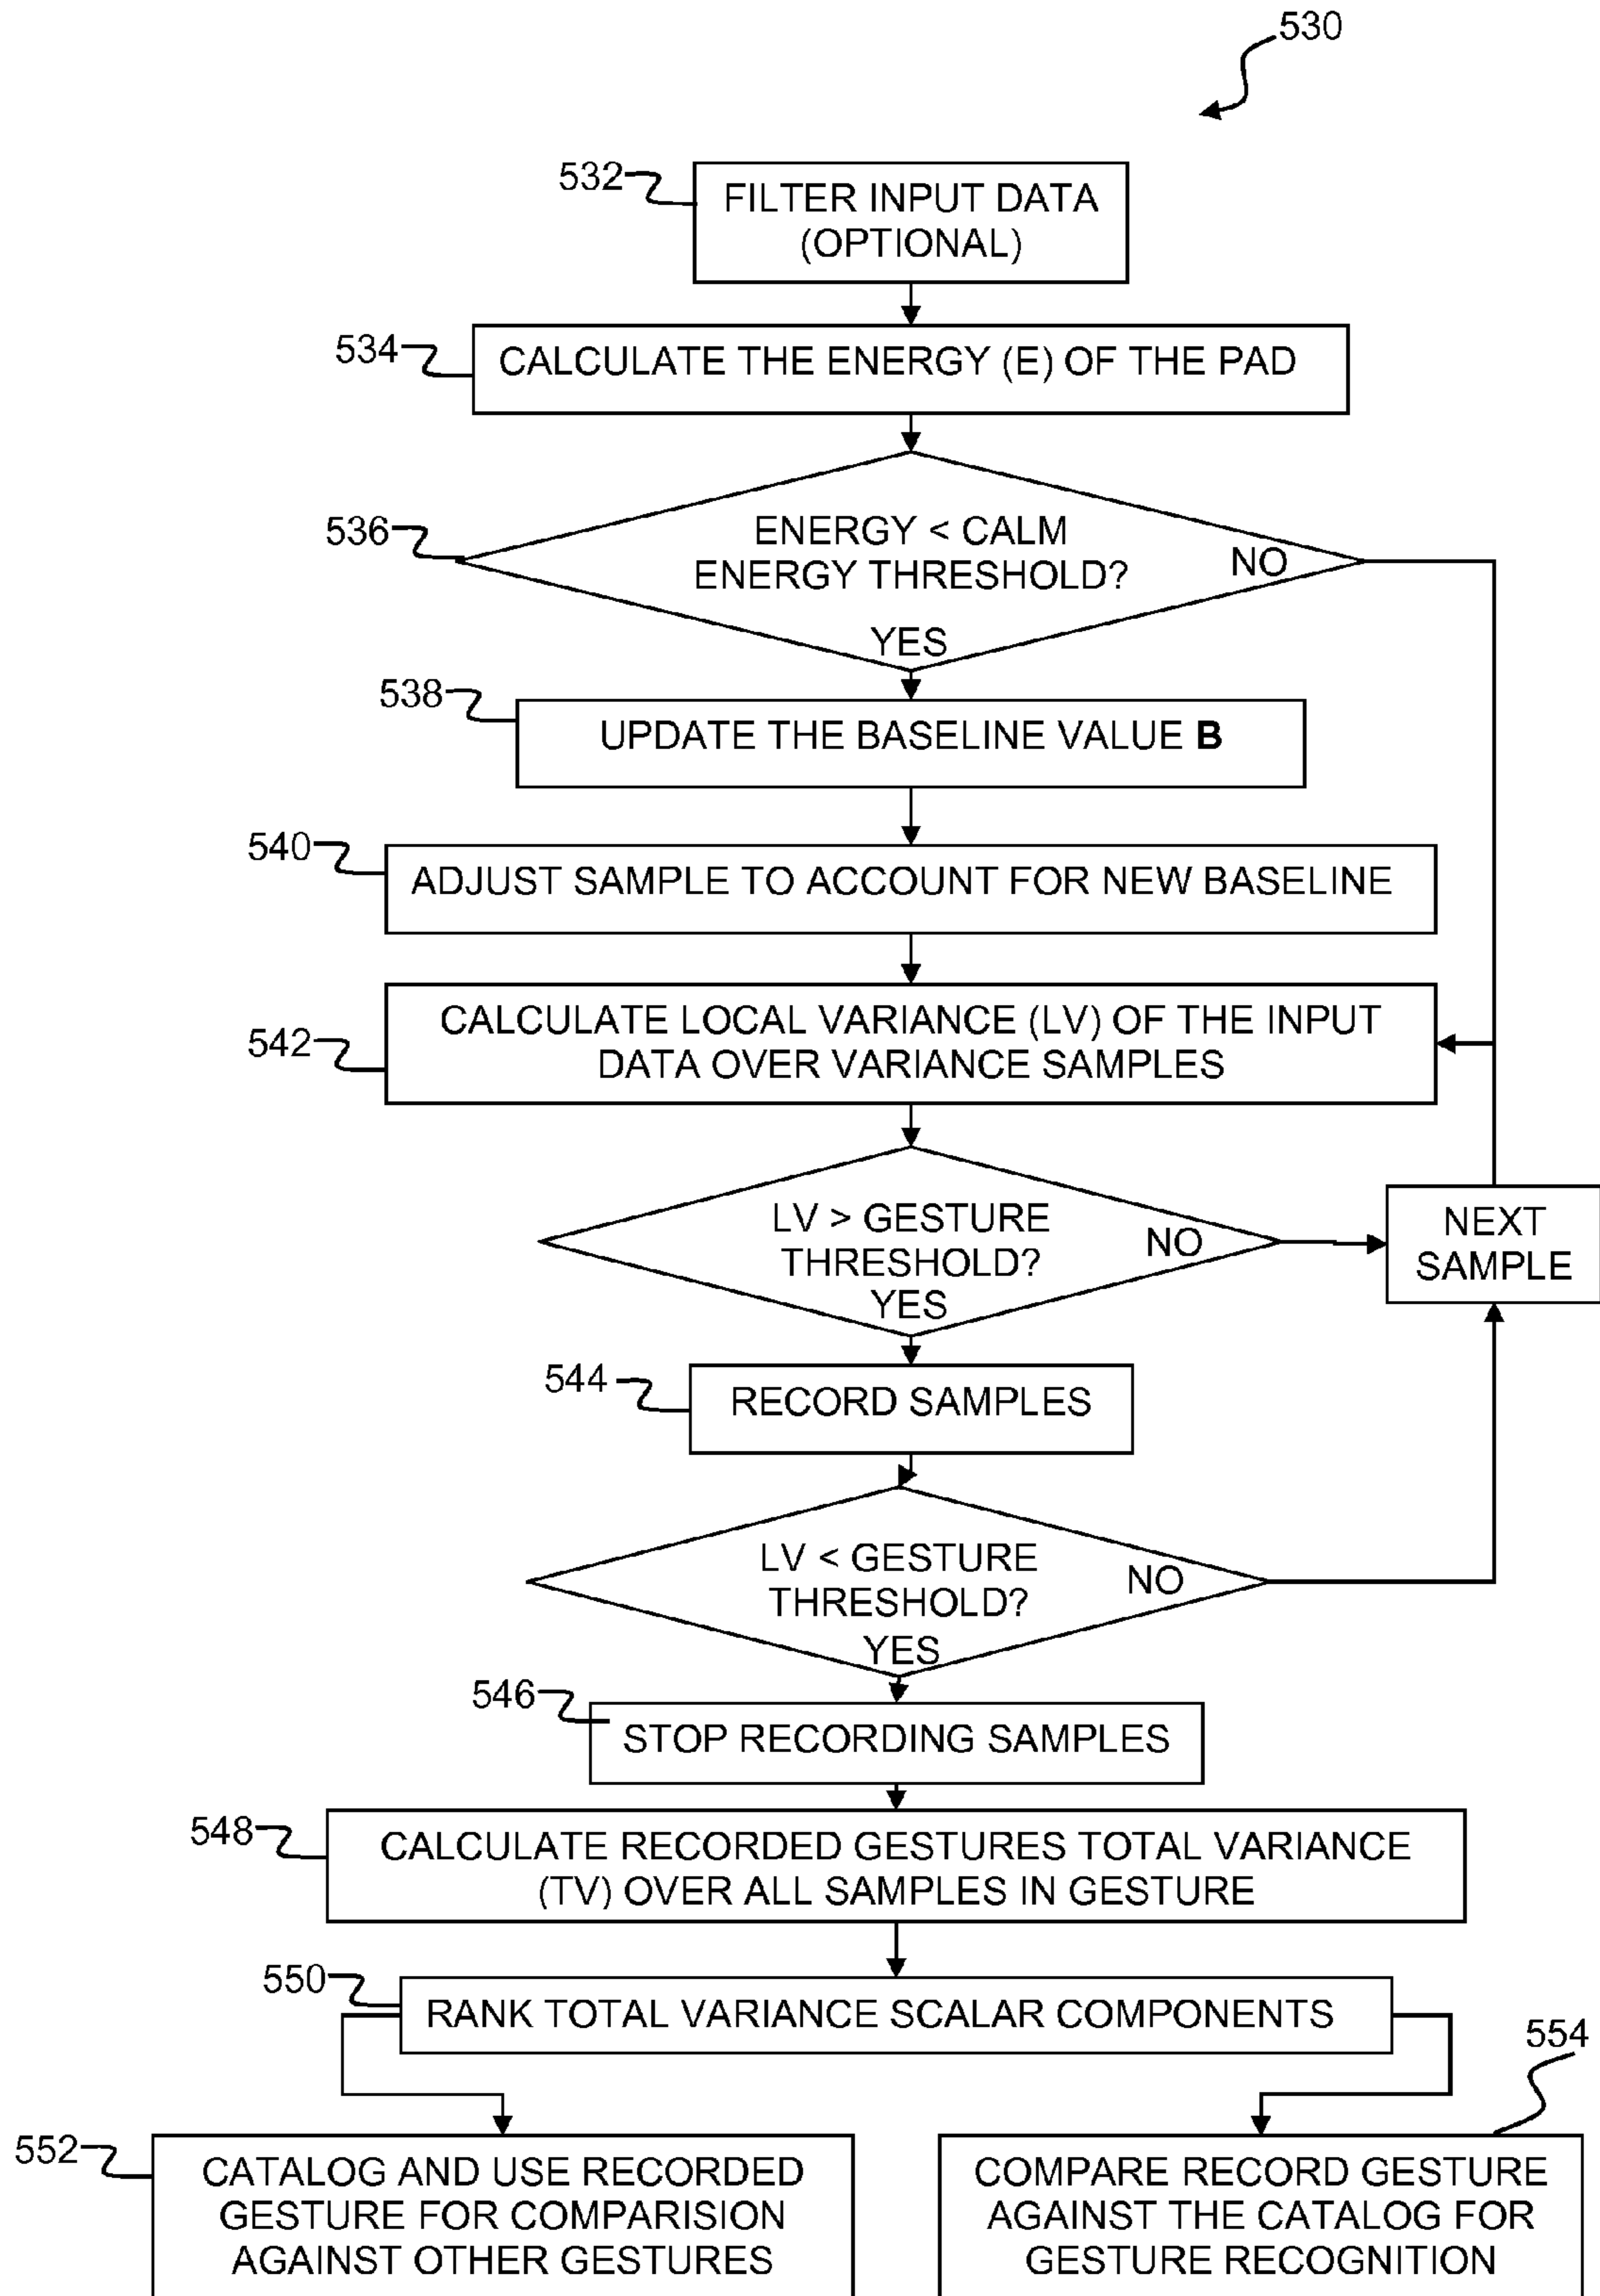 530
532
FILTER INPUT DATA
(OPTIONAL)
534
CALCULATE THE ENERGY (E) OF THE PAD
536
ENERGY < CALM
ENERGY THRESHOLD?
NO
YES
538
UPDATE THE BASELINE VALUE B
540
ADJUST SAMPLE TO ACCOUNT FOR NEW BASELINE
542
CALCULATE LOCAL VARIANCE (LV) OF THE INPUT
DATA OVER VARIANCE SAMPLES
LV > GESTURE
THRESHOLD?
NO
YES
NEXT
SAMPLE
544
RECORD SAMPLES
LV < GESTURE
THRESHOLD?
NO
YES
546
STOP RECORDING SAMPLES
548
CALCULATE RECORDED GESTURES TOTAL VARIANCE
(TV) OVER ALL SAMPLES IN GESTURE
550
RANK TOTAL VARIANCE SCALAR COMPONENTS
552
CATALOG AND USE RECORDED
GESTURE FOR COMPARISION
AGAINST OTHER GESTURES
554
COMPARE RECORD GESTURE
AGAINST THE CATALOG FOR
GESTURE RECOGNITION